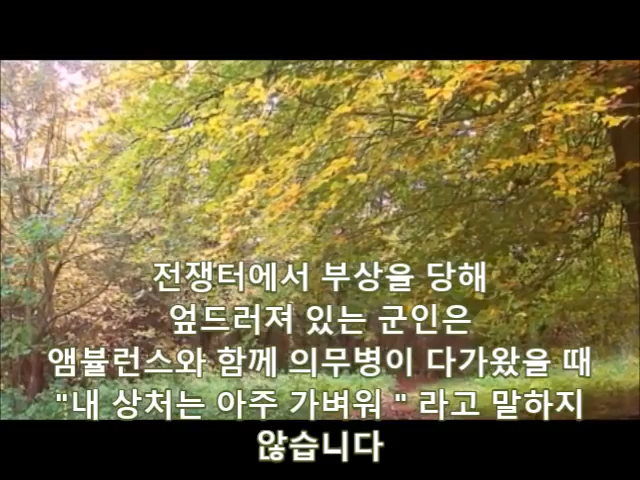 전쟁터에서 부상을 당해
엎드러져 있는 군인은
앰뷸런스와 함께 의무병이 다가왔을 때
"내 상처는 아주 가벼워 " 라고 말하지
않습니다